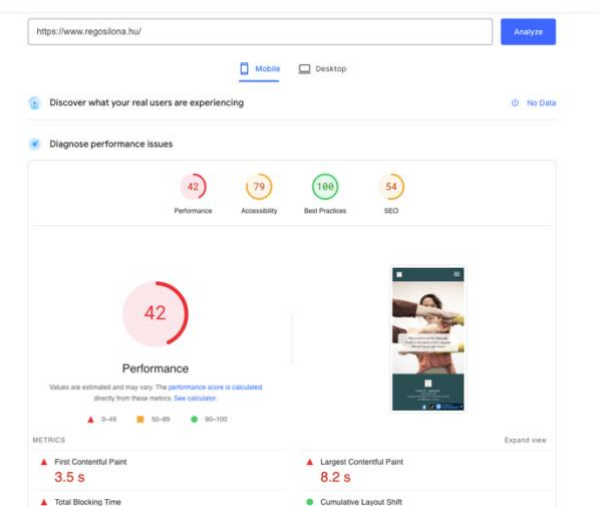 https://www.regosilona.hu/
Analyze
Mobile
Desktop
Discover what your real users are experiencing
No Data
Diagnose performance issues
42
79
100
54
Performance
Accessibility
Best Practices
SEO
42
Performance
Values are estimated and may vary. The performance score is calculated
directly from these metrics. See calculator.
0–49
50–89
90–100
METRICS
Expand view
First Contentful Paint
3.5 s
Largest Contentful Paint
8.2 s
Total Blocking Time
Cumulative Layout Shift